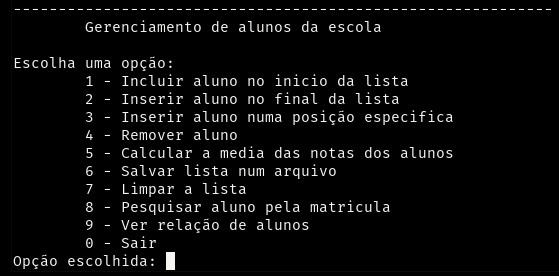 ------------------------------------------------------------
Gerenciamento de alunos da escola
Escolha uma opção:
1 - Incluir aluno no inicio da lista
2 - Inserir aluno no final da lista
3 - Inserir aluno numa posição especifica
4 - Remover aluno
5 - Calcular a media das notas dos alunos
6 - Salvar lista num arquivo
7 - Limpar a lista
8 - Pesquisar aluno pela matricula
9 - Ver relação de alunos
0 - Sair
Opção escolhida: